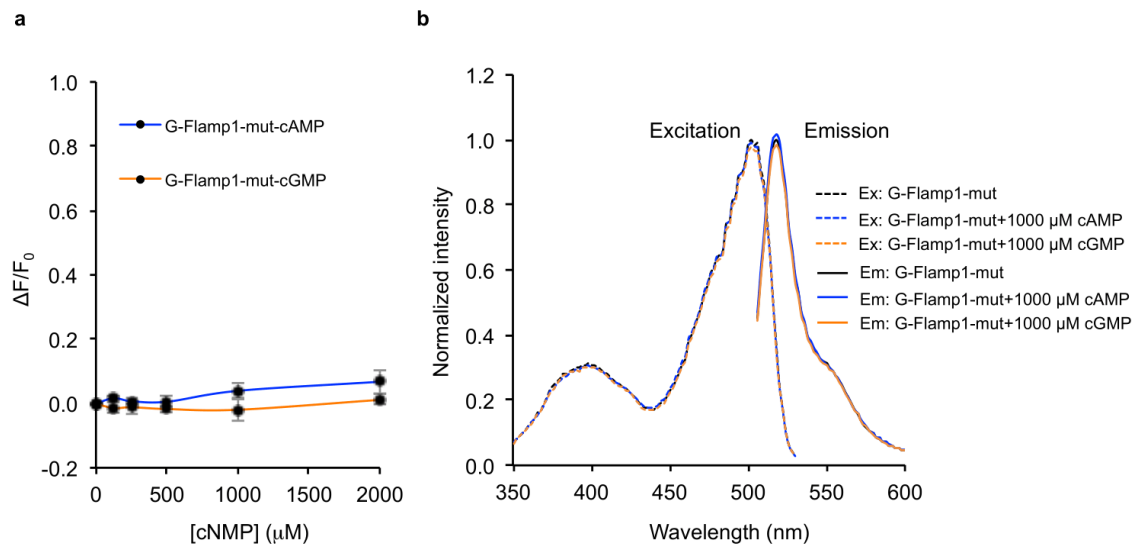 a
1.0
0.8
0.6
0.4
0.2
0.0
-0.2
ΔF/F0
0
500
1000
1500
2000
[cNMP] (µM)
G-Flamp1-mut-cAMP
G-Flamp1-mut-cGMP
b
1.2
1.0
0.8
0.6
0.4
0.2
0.0
Normalized intensity
350
400
450
500
550
600
Wavelength (nm)
Excitation
Emission
Ex: G-Flamp1-mut
Ex: G-Flamp1-mut+1000 µM cAMP
Ex: G-Flamp1-mut+1000 µM cGMP
Em: G-Flamp1-mut
Em: G-Flamp1-mut+1000 µM cAMP
Em: G-Flamp1-mut+1000 µM cGMP